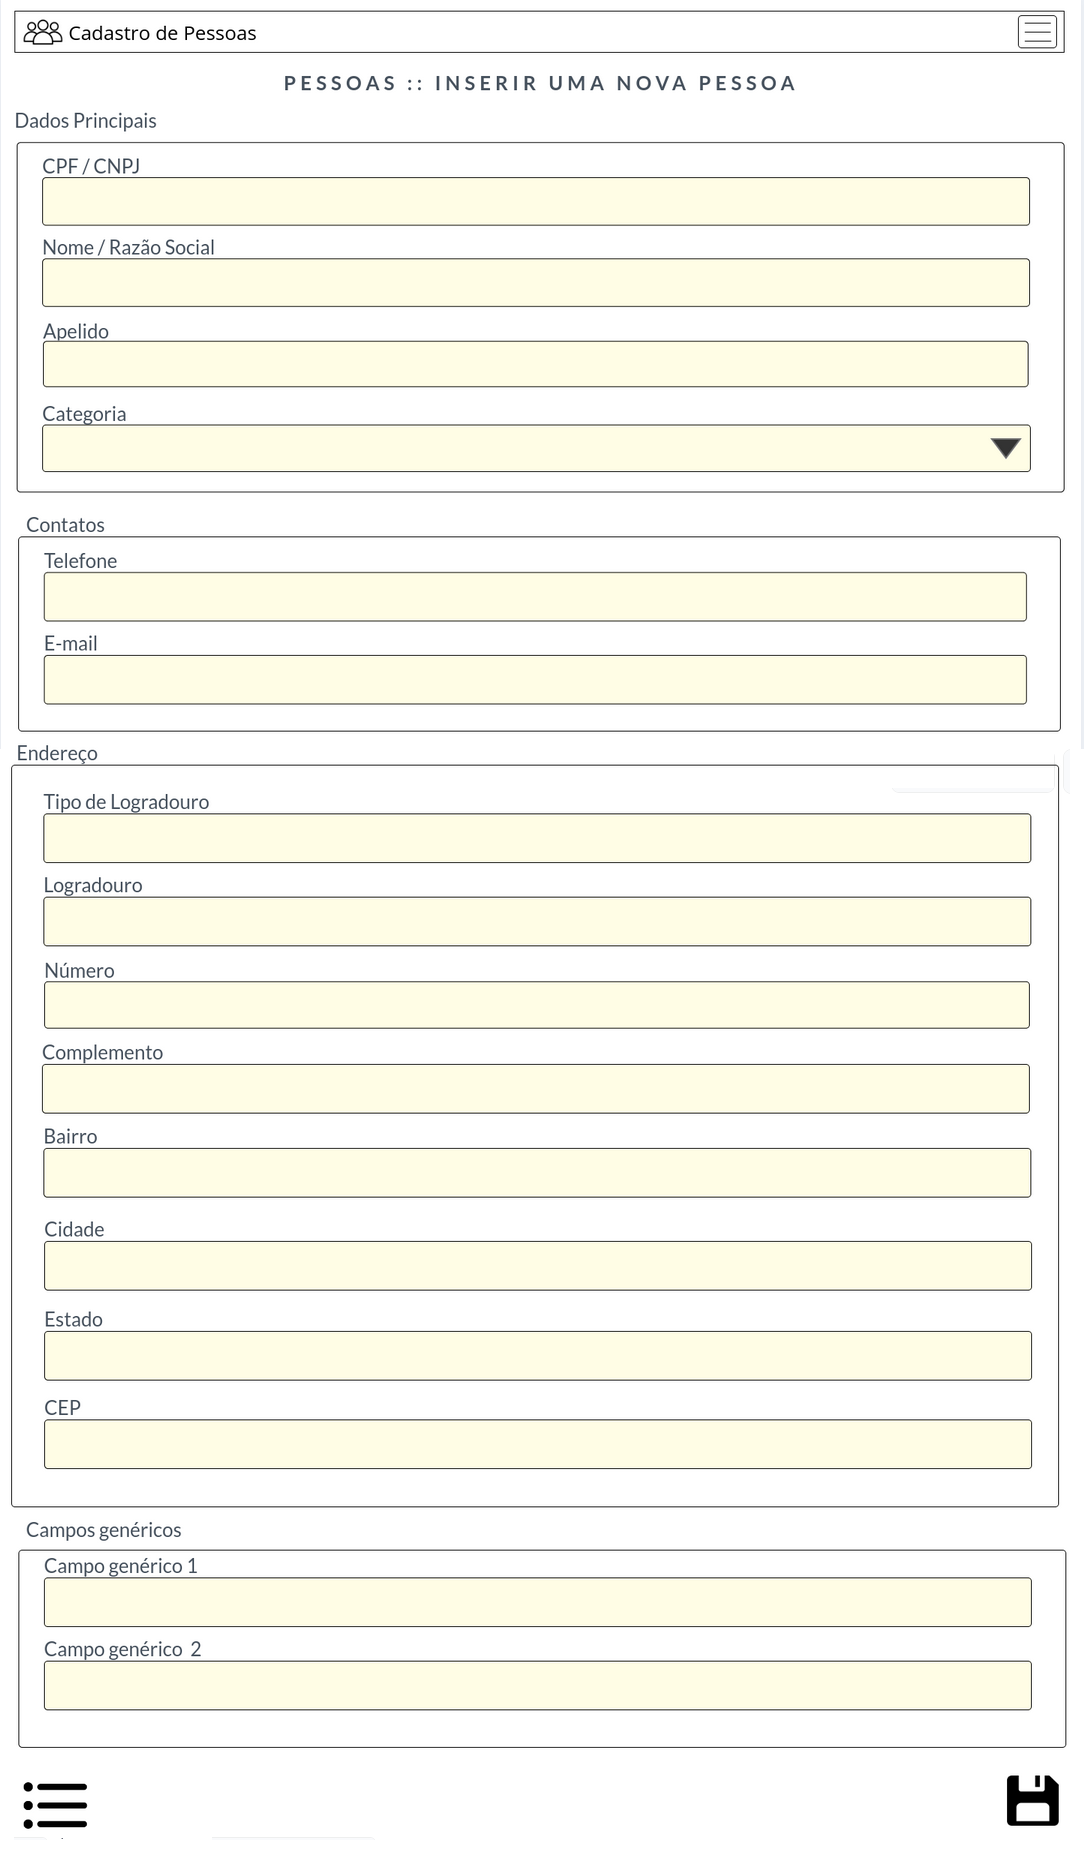 Cadastro de Pessoas
PESSOAS :: INSERIR UMA NOVA PESSOA
Dados Principais
CPF / CNPJ
Nome / Razão Social
Apelido
Categoria
Contatos
Telefone
E-mail
Endereço
Tipo de Logradouro
Logradouro
Número
Complemento
Bairro
Cidade
Estado
CEP
Campos genéricos
Campo genérico 1
Campo genérico 2